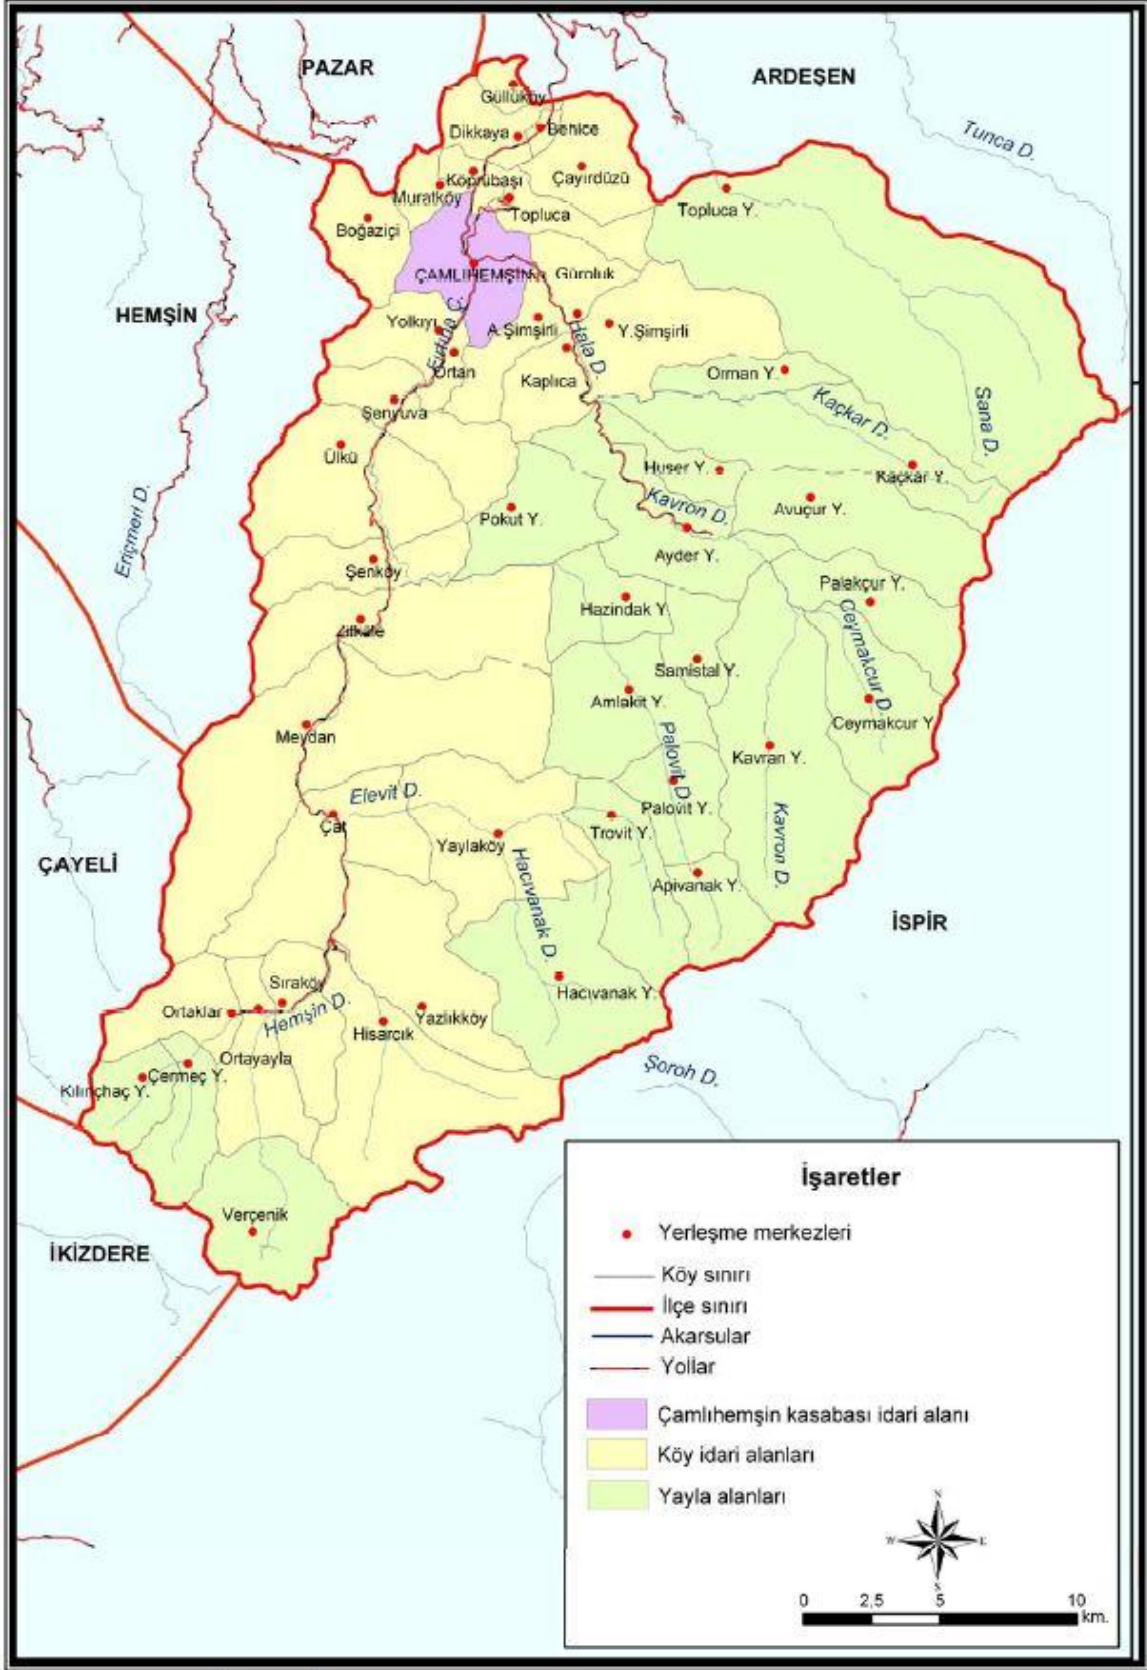 PAZAR
ARDEŞEN
Güllüköy
Dikkaya
Behice
Tunca D.
Köprübaşı
Çayırdüzü
Muratköy
Topluca
Topluca Y.
Boğaziçi
ÇAMLIHEMŞİN
Güroluk
HEMŞİN
Yolkıyı
Fırtına Ç.
A.Şimşirli
Hala D.
Y.Şimşirli
Ortan
Kaplıca
Orman Y.
Kaçkar D.
Sana D.
Şenyuva
Ülkü
Huser Y.
Kaçkar Y.
Eriçmeri D.
Pokut Y.
Kavron D.
Avuçur Y.
Ayder Y.
Şenköy
Palakçur Y.
Hazindak Y.
Ceymakcur D.
Zilkale
Samistal Y.
Amlakit Y.
Ceymakcur Y
Meydan
Palovit D.
Kavran Y.
Elevit D.
Çat
Palovit Y.
Trovit Y.
Yaylaköy
Kavron D.
ÇAYELİ
Hacıvanak D.
Apivanak Y.
İSPİR
Sıraköy
Hacıvanak Y.
Ortaklar
Hemşin D.
Yazlıkköy
Hisarcık
Ortayayla
Şoroh D.
Çermeç Y.
Kılınçhaç Y.
Verçenik
İKİZDERE
İşaretler
Yerleşme merkezleri
Köy sınırı
İlçe sınırı
Akarsular
Yollar
Çamlıhemşin kasabası idari alanı
Köy idari alanları
Yayla alanları
N
W E
S
0 2,5 5 10
km.